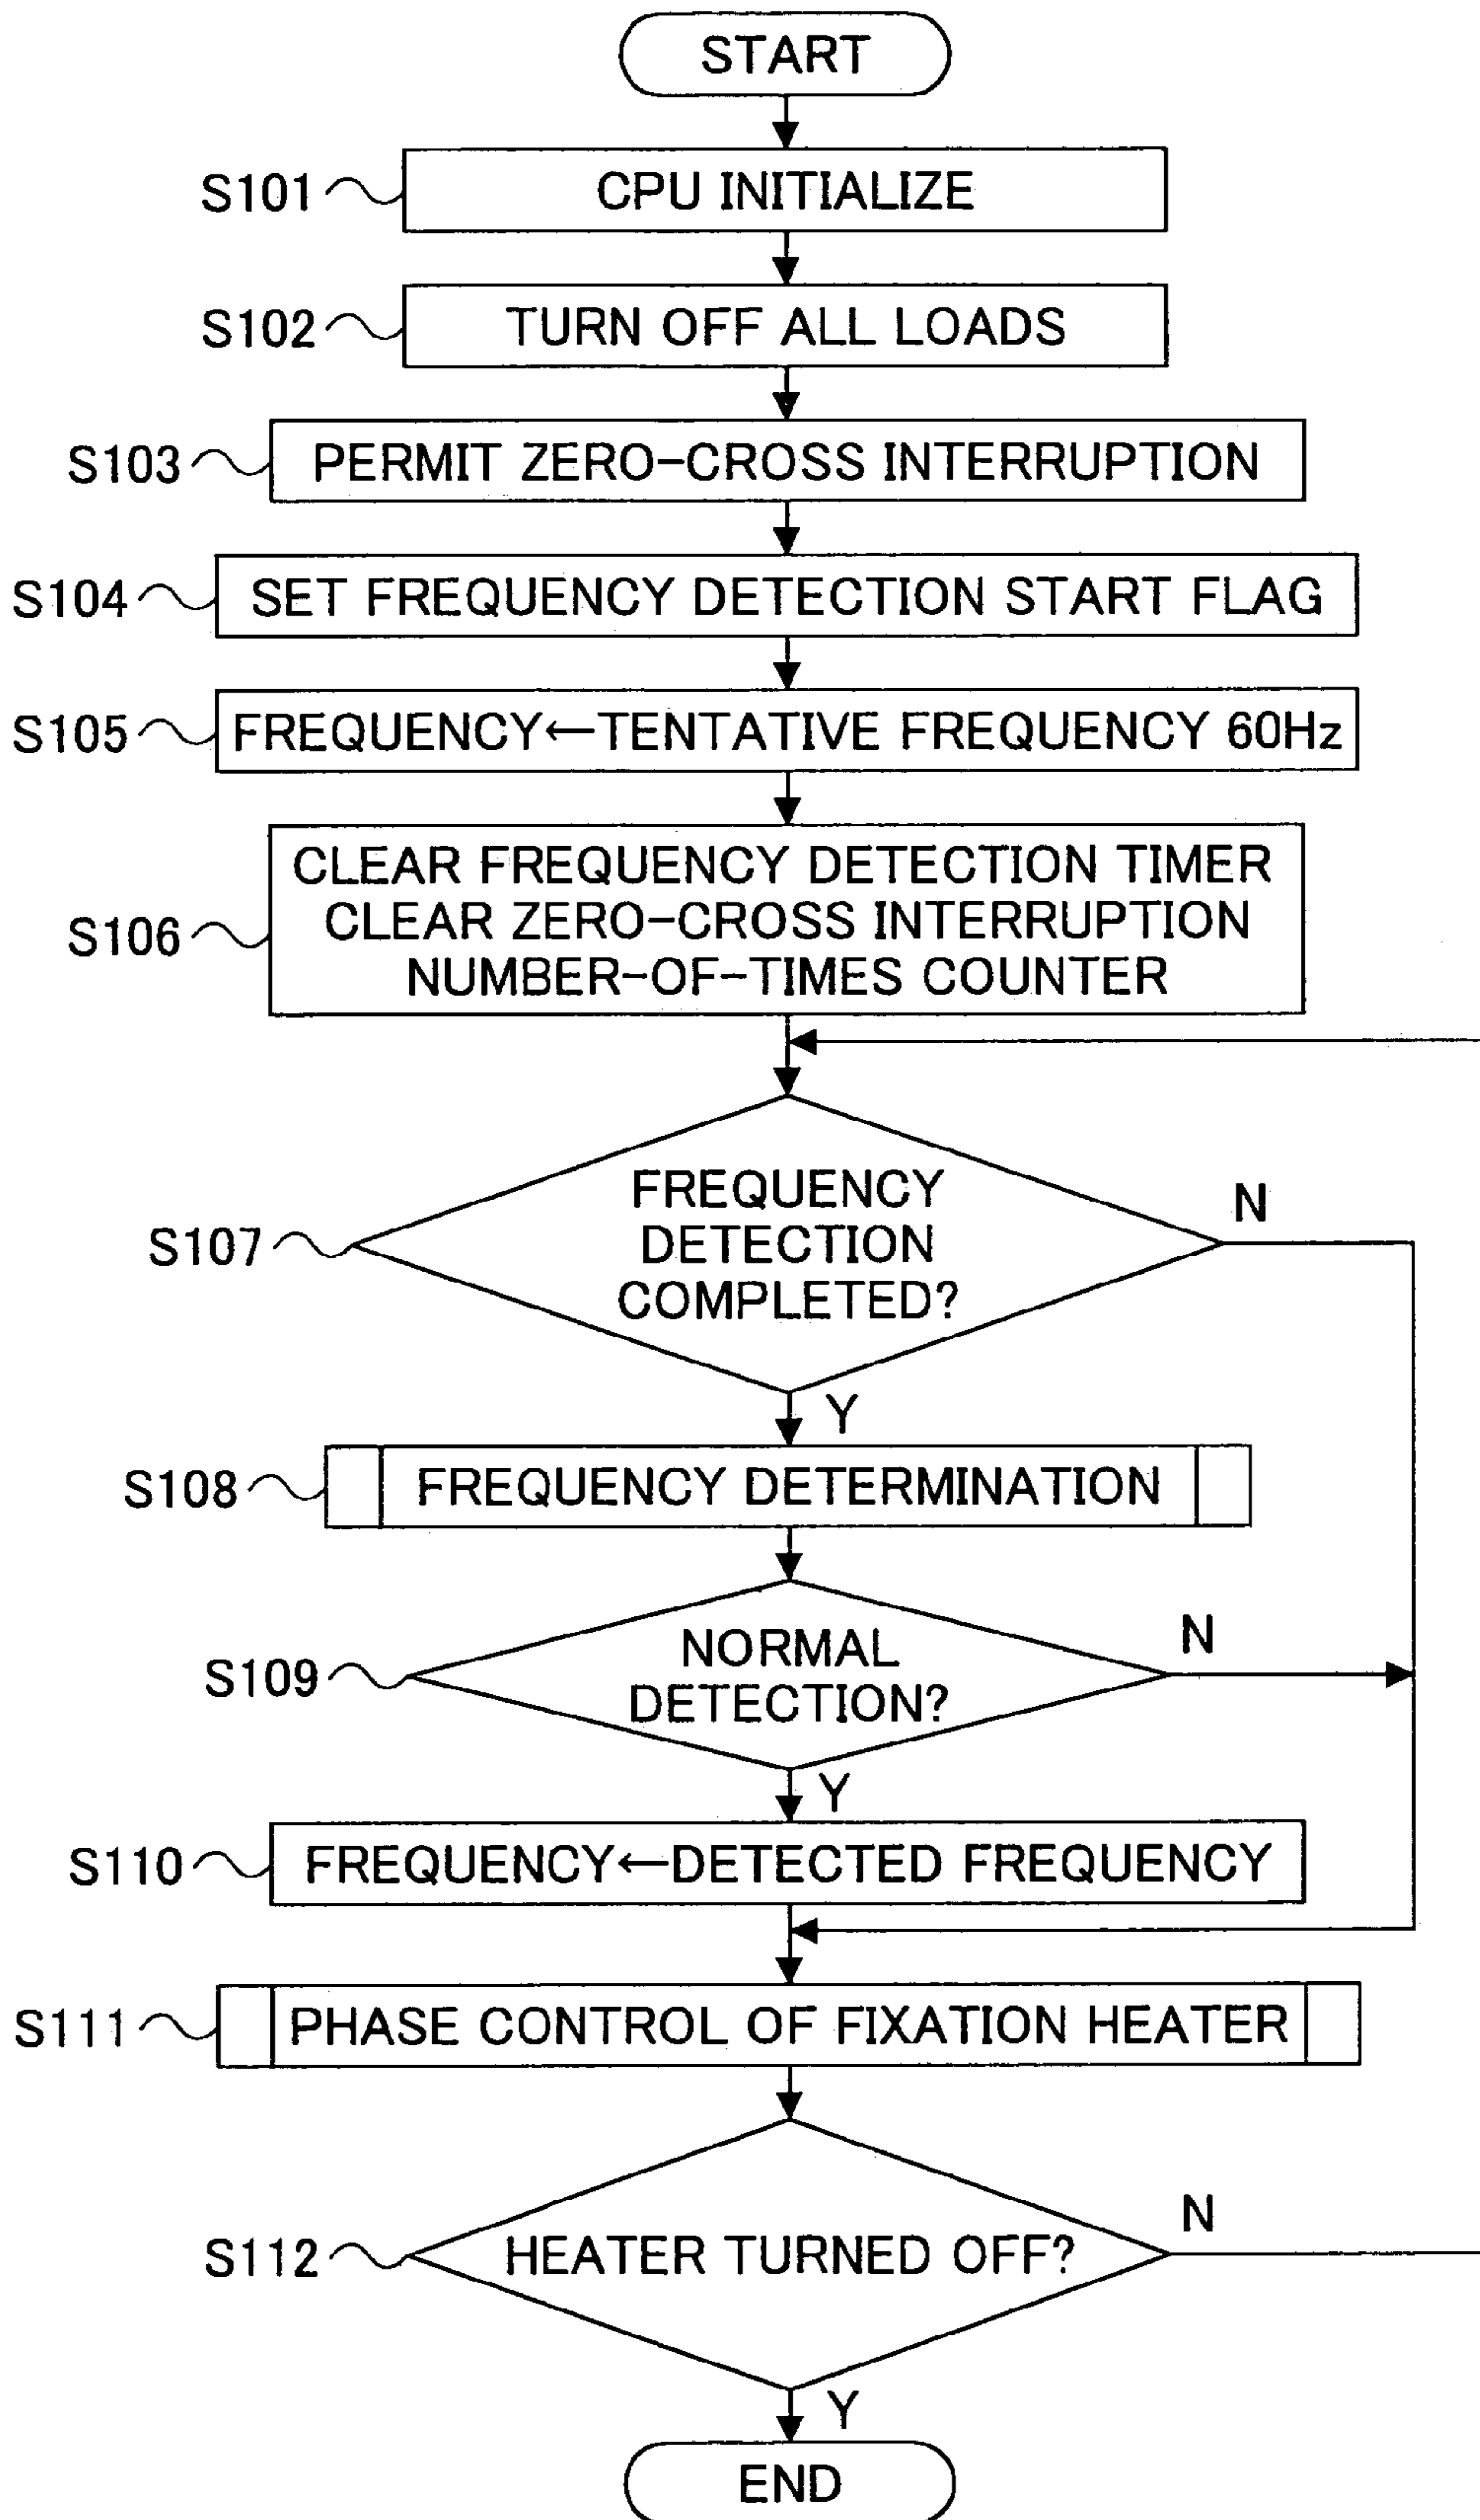 START
S101
CPU INITIALIZE
S102
TURN OFF ALL LOADS
S103
PERMIT ZERO-CROSS INTERRUPTION
S104
SET FREQUENCY DETECTION START FLAG
S105
FREQUENCY←TENTATIVE FREQUENCY 60Hz
S106
CLEAR FREQUENCY DETECTION TIMER
CLEAR ZERO-CROSS INTERRUPTION
NUMBER-OF-TIMES COUNTER
S107
FREQUENCY
DETECTION
COMPLETED?
N
Y
S108
FREQUENCY DETERMINATION
S109
NORMAL
DETECTION?
N
Y
S110
FREQUENCY←DETECTED FREQUENCY
S111
PHASE CONTROL OF FIXATION HEATER
S112
HEATER TURNED OFF?
N
Y
END